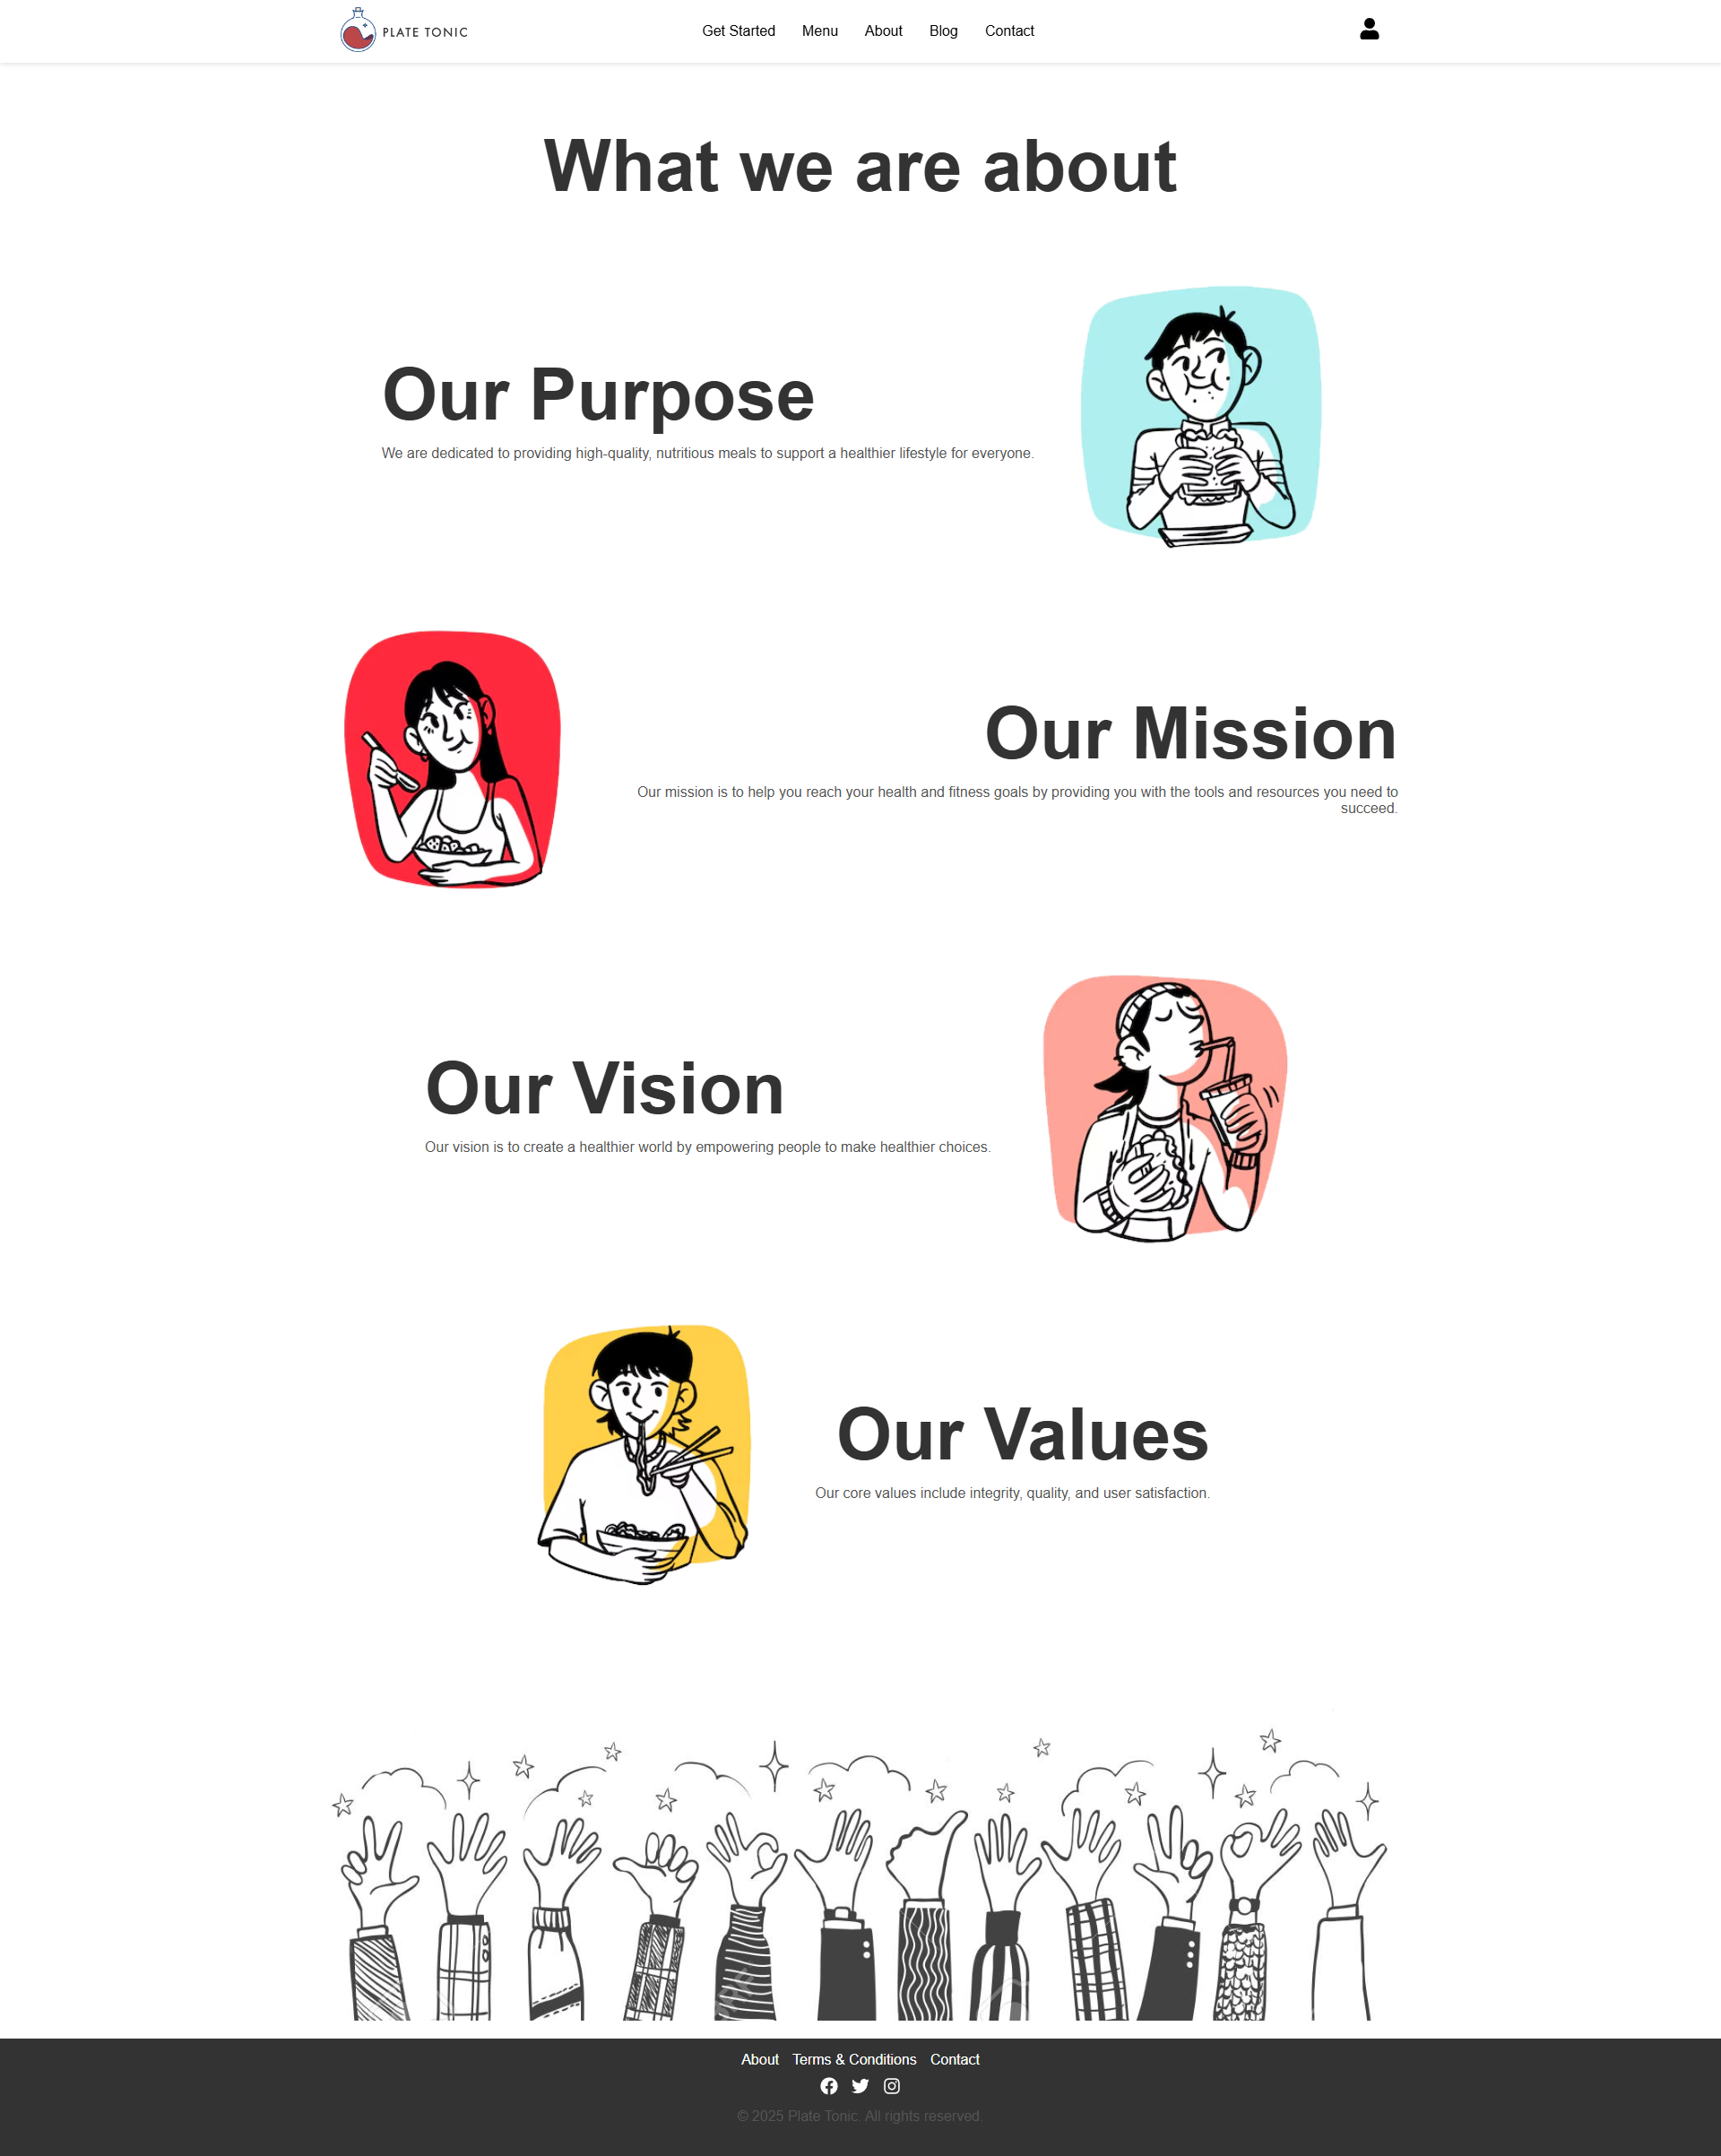 PLATE TONIC
Get Started Menu About Blog Contact
What we are about
Our Purpose
We are dedicated to providing high-quality, nutritious meals to support a healthier lifestyle for everyone.
Our Mission
Our mission is to help you reach your health and fitness goals by providing you with the tools and resources you need to
succeed.
Our Vision
Our vision is to create a healthier world by empowering people to make healthier choices.
Our Values
Our core values include integrity, quality, and user satisfaction.
About Terms & Conditions Contact
© 2025 Plate Tonic. All rights reserved.